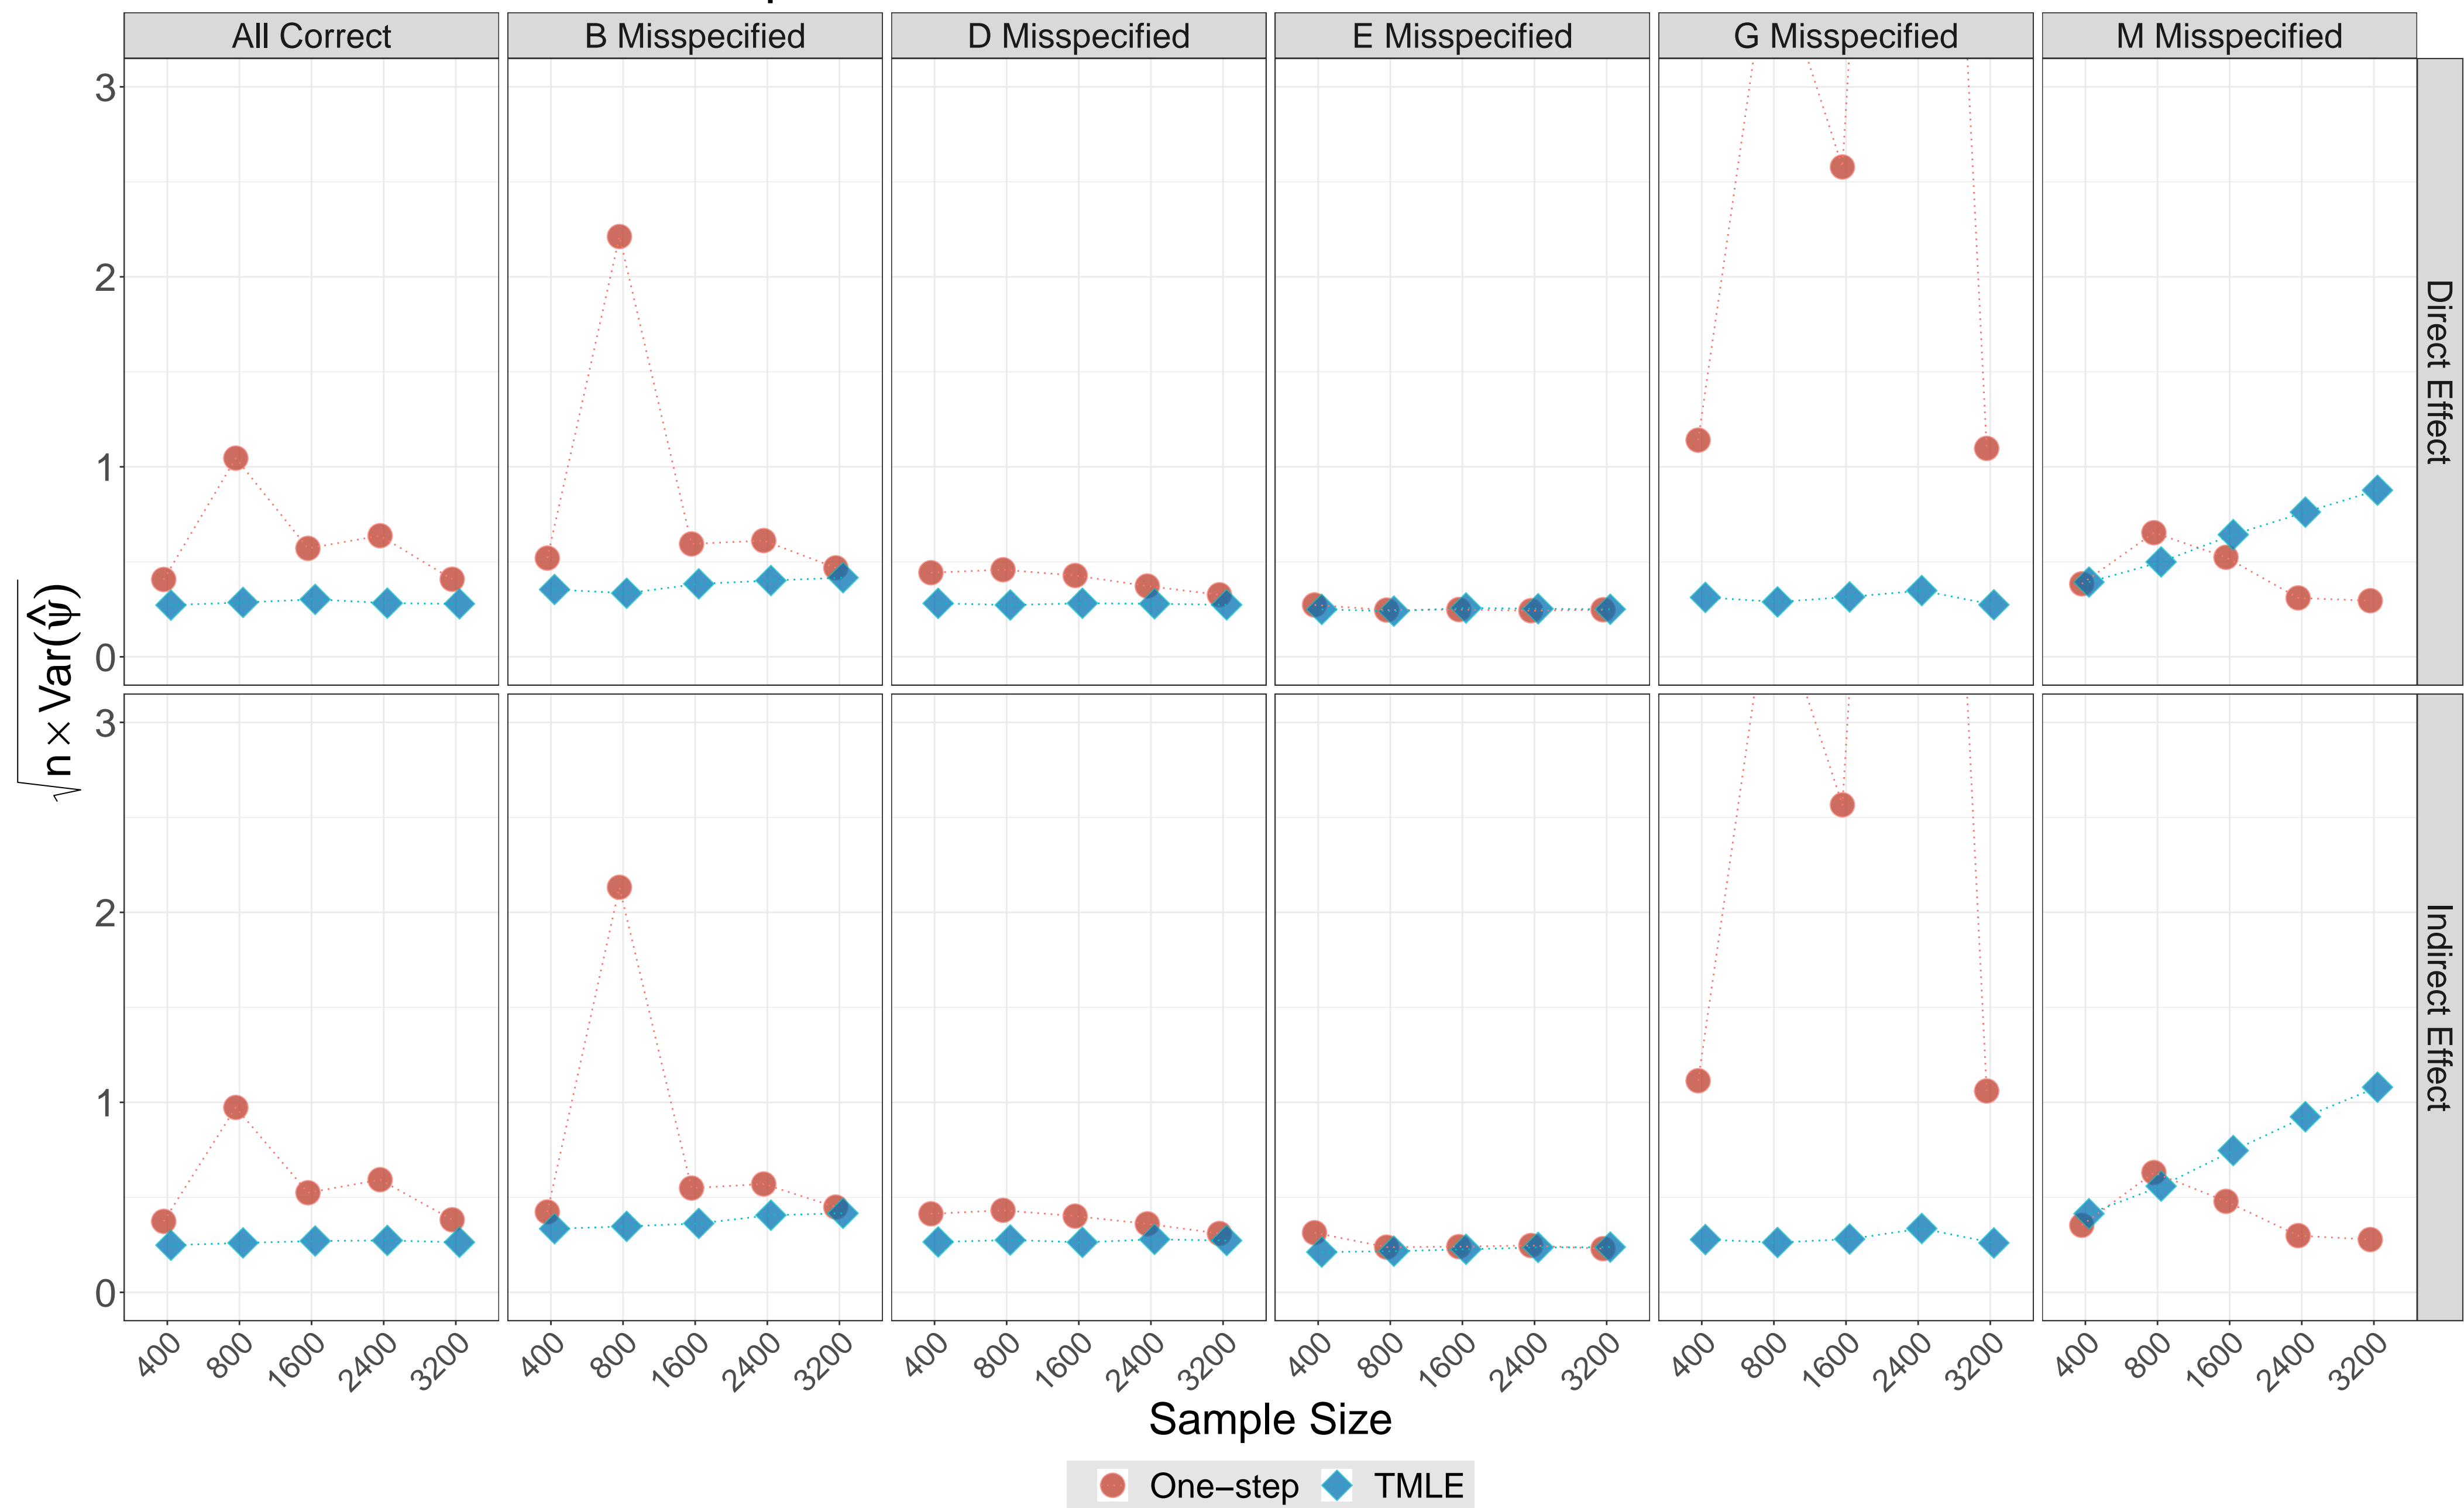 All Correct B Misspecified D Misspecified E Misspecified G Misspecified M Misspecified
3
2
1
0
Direct Effect
3
2
1
0
Indirect Effect
√n × Var(ψ̂)
400 800 1600 2400 3200 400 800 1600 2400 3200 400 800 1600 2400 3200 400 800 1600 2400 3200 400 800 1600 2400 3200 400 800 1600 2400 3200
Sample Size
One−step TMLE